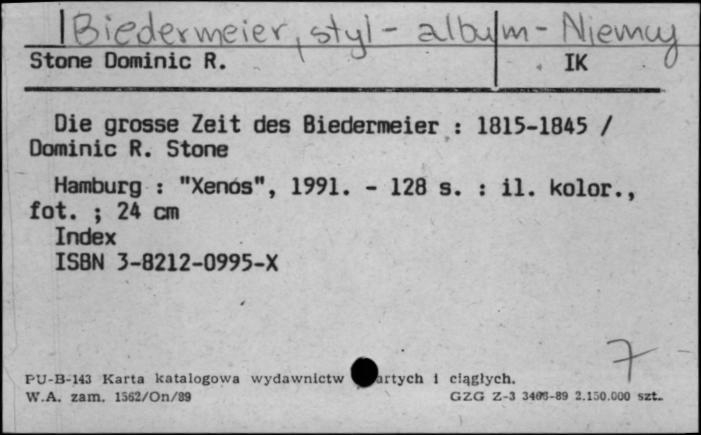 Biedermeier, styl - album - Niemcy
Stone Dominic R. IK
Die grosse Zeit des Biedermeier : 1815-1845 /
Dominic R. Stone
Hamburg : "Xenos", 1991. - 128 s. : il. kolor.,
fot. ; 24 cm
Index
ISBN 3-8212-0995-X
7
PU-B-143 Karta katalogowa wydawnictw artych i ciągłych.
W.A. zam. 1562/On/89 GZG Z-3 3408-89 2.150.000 szt.